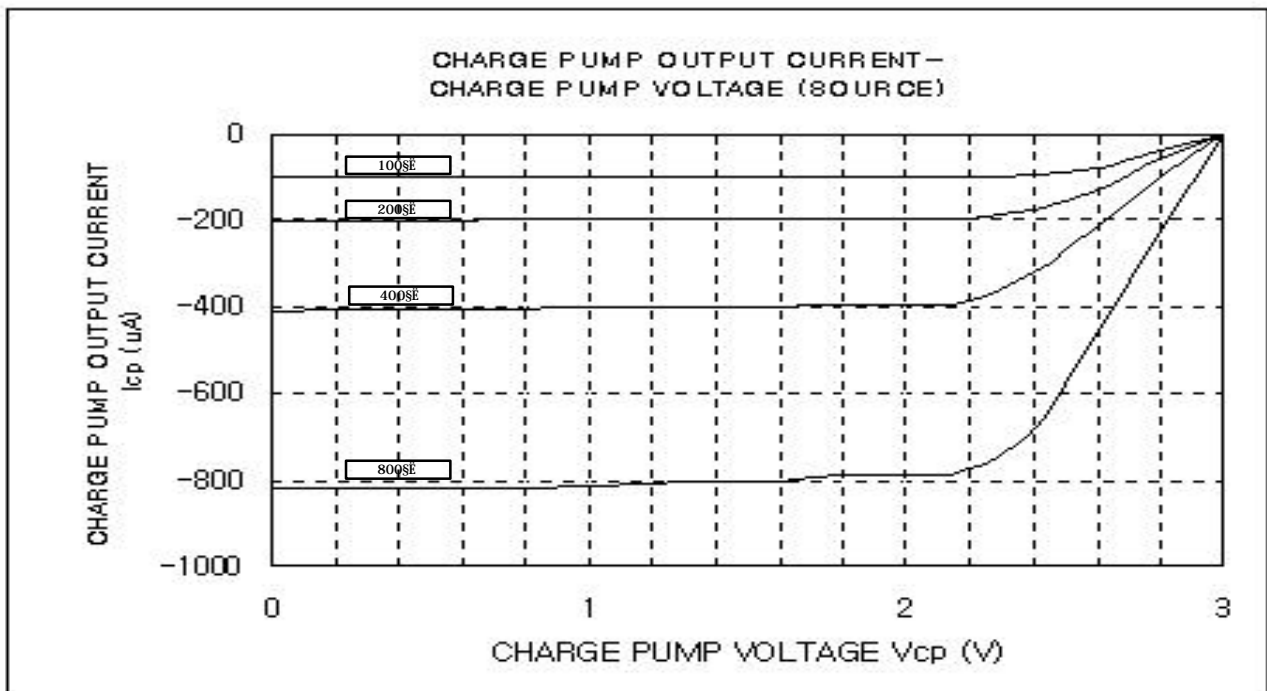 CHARGE PUMP OUTPUT CURRENT-
CHARGE PUMP VOLTAGE (SOURCE)
0
-200
-400
-600
-800
-1000
100§Ë
200§Ë
400§Ë
800§Ë
CHARGE PUMP OUTPUT CURRENT
Icp (uA)
0 1 2 3
CHARGE PUMP VOLTAGE Vcp (V)